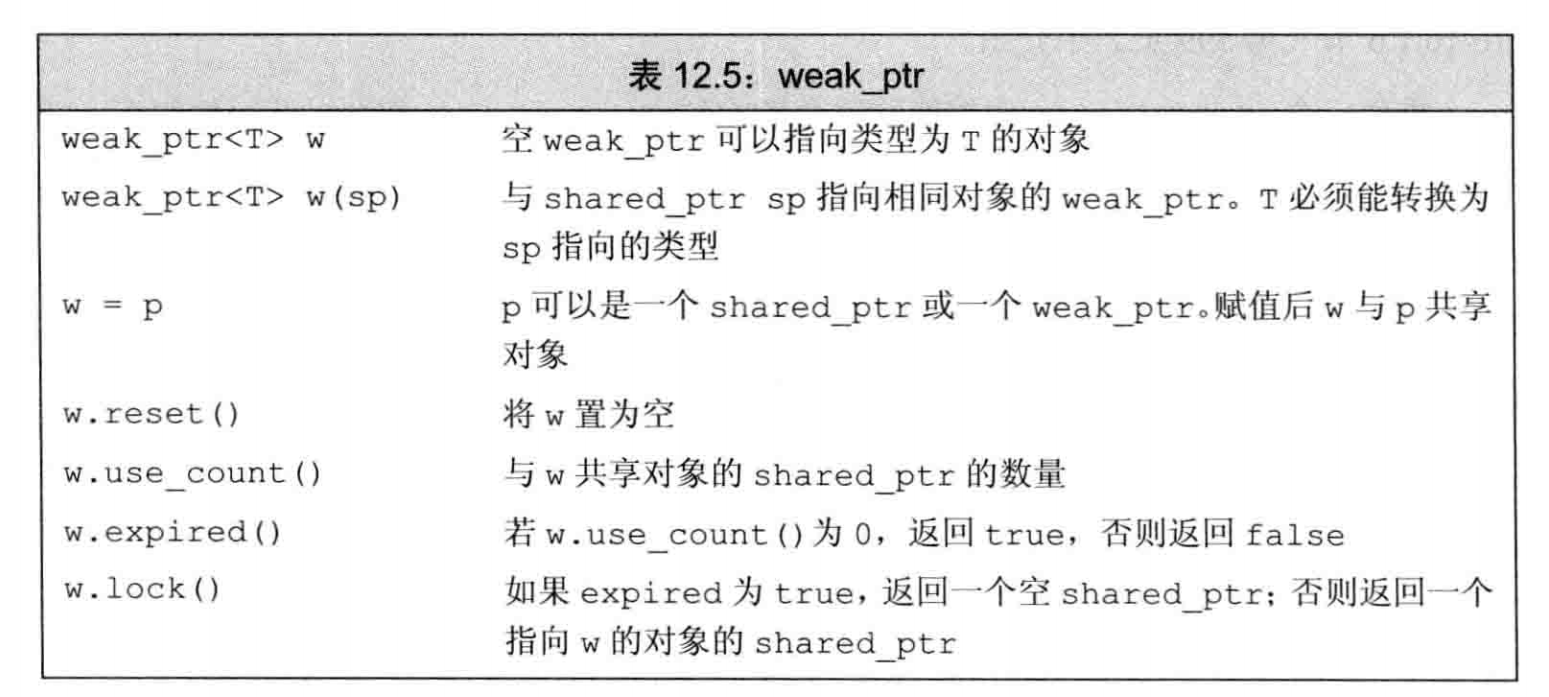 表 12.5：weak_ptr
weak_ptr<T> w 空 weak_ptr 可以指向类型为 T 的对象
weak_ptr<T> w(sp) 与 shared_ptr sp 指向相同对象的 weak_ptr。T 必须能转换为
sp 指向的类型
w = p p 可以是一个 shared_ptr 或一个 weak_ptr。赋值后 w 与 p 共享
对象
w.reset() 将 w 置为空
w.use_count() 与 w 共享对象的 shared_ptr 的数量
w.expired() 若 w.use_count()为 0，返回 true，否则返回 false
w.lock() 如果 expired 为 true，返回一个空 shared_ptr；否则返回一个
指向 w 的对象的 shared_ptr